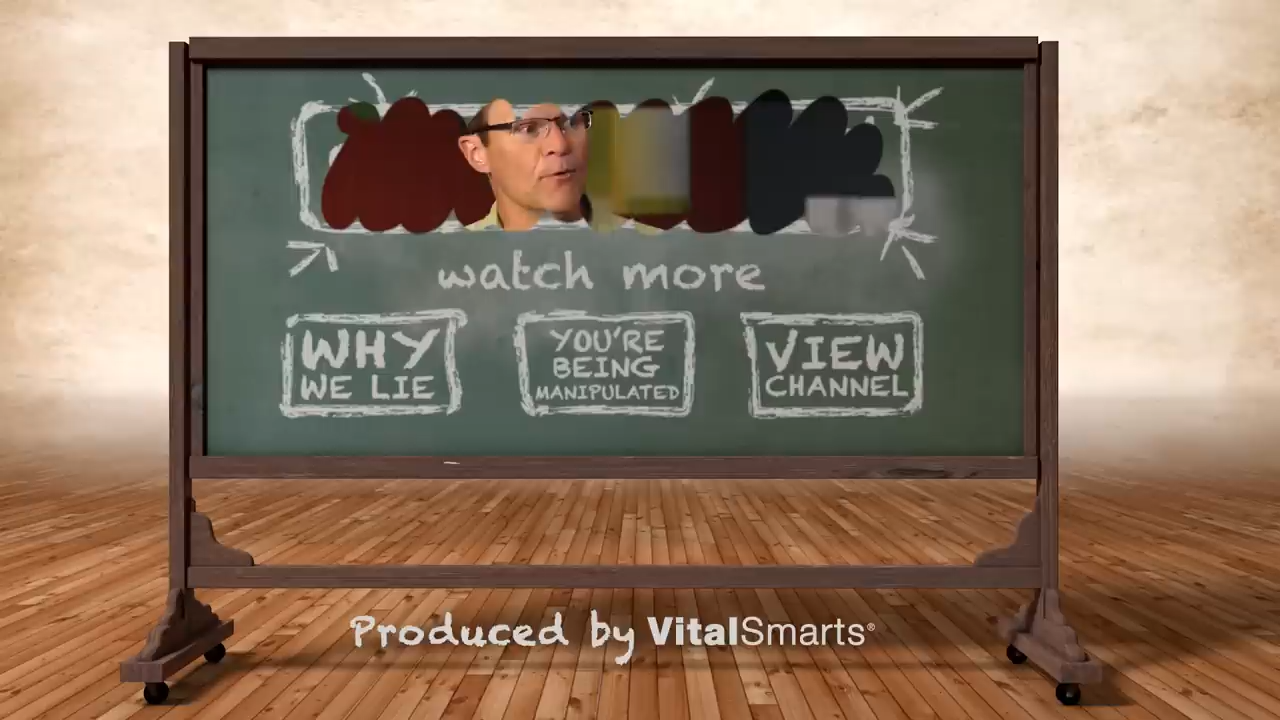 watch more
WHY
WE LIE
YOU'RE
BEING
MANIPULATED
VIEW
CHANNEL
Produced by VitalSmarts®